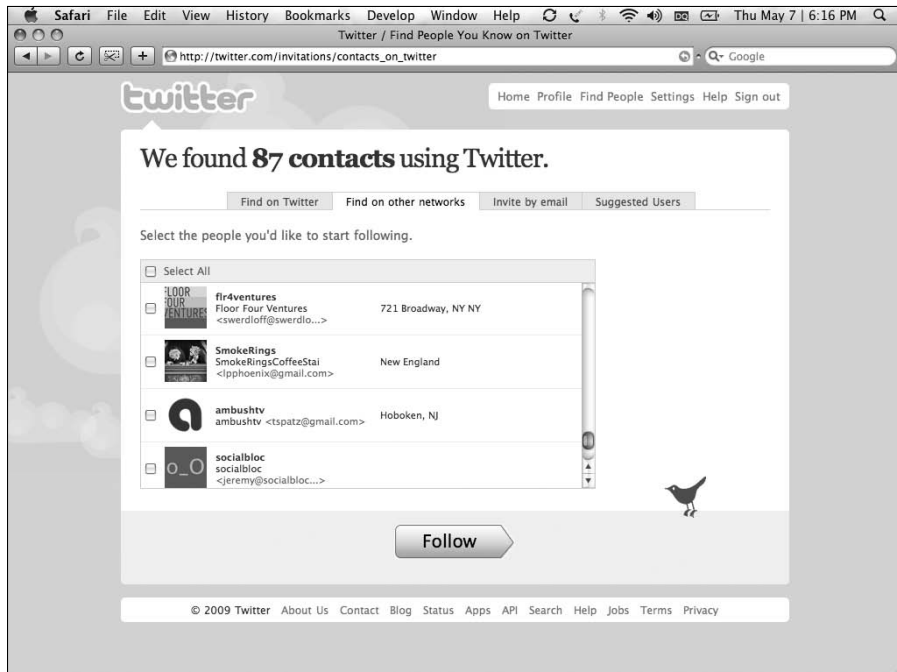 Safari File Edit View History Bookmarks Develop Window Help Thu May 7 | 6:16 PM
Twitter / Find People You Know on Twitter
http://twitter.com/invitations/contacts_on_twitter Google
twitter
Home Profile Find People Settings Help Sign out
We found 87 contacts using Twitter.
Find on Twitter Find on other networks Invite by email Suggested Users
Select the people you'd like to start following.
Select All
FLOOR FOUR VENTURES
flr4ventures
Floor Four Ventures 721 Broadway, NY NY
<swerdloff@swerdlo...>
SmokeRings
SmokeRingsCoffeeStai New England
<lpphoenix@gmail.com>
ambushtv
ambushtv <tspatz@gmail.com> Hoboken, NJ
o_O
socialbloc
socialbloc
<jeremy@socialbloc...>
Follow
© 2009 Twitter About Us Contact Blog Status Apps API Search Help Jobs Terms Privacy